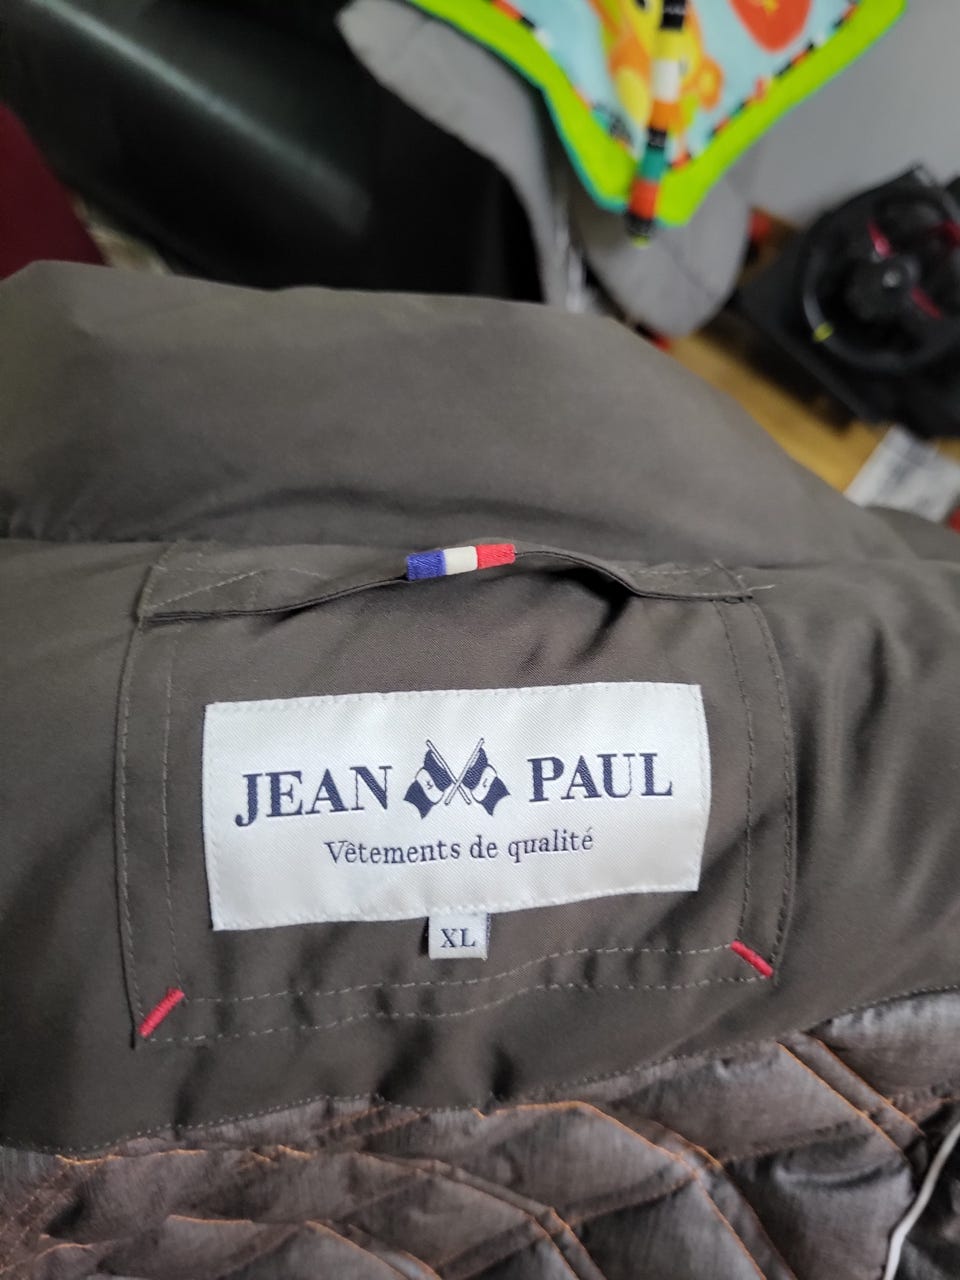 JEAN PAUL
Vêtements de qualité
XL